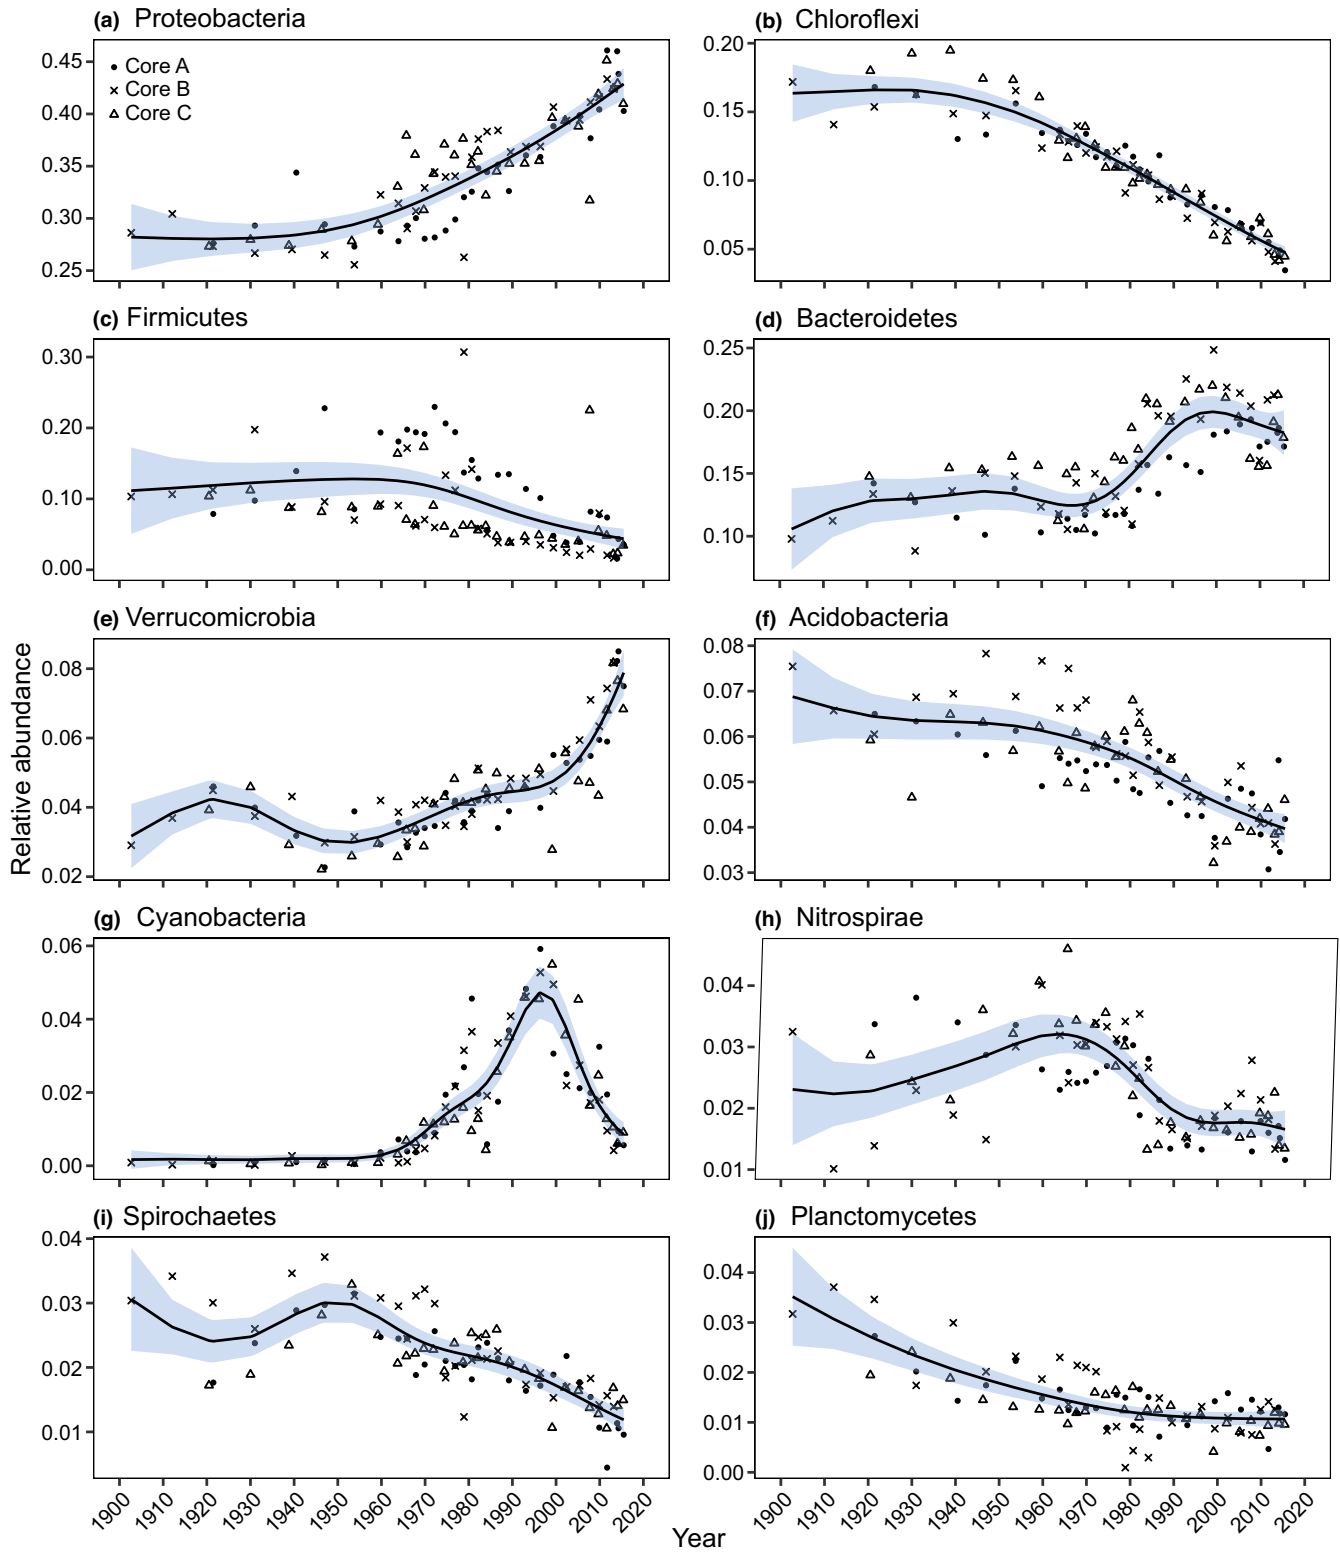 (a) Proteobacteria
(b) Chloroflexi
0.45
0.40
0.35
0.30
0.25
Core A
Core B
Core C
0.20
0.15
0.10
0.05
(c) Firmicutes
(d) Bacteroidetes
0.30
0.20
0.10
0.00
0.25
0.20
0.15
0.10
(e) Verrucomicrobia
(f) Acidobacteria
0.08
0.06
0.04
0.02
0.08
0.07
0.06
0.05
0.04
0.03
Relative abundance
(g) Cyanobacteria
(h) Nitrospirae
0.06
0.04
0.02
0.00
0.04
0.03
0.02
0.01
(i) Spirochaetes
(j) Planctomycetes
0.04
0.03
0.02
0.01
0.04
0.03
0.02
0.01
0.00
1900 1910 1920 1930 1940 1950 1960 1970 1980 1990 2000 2010 2020
1900 1910 1920 1930 1940 1950 1960 1970 1980 1990 2000 2010 2020
Year